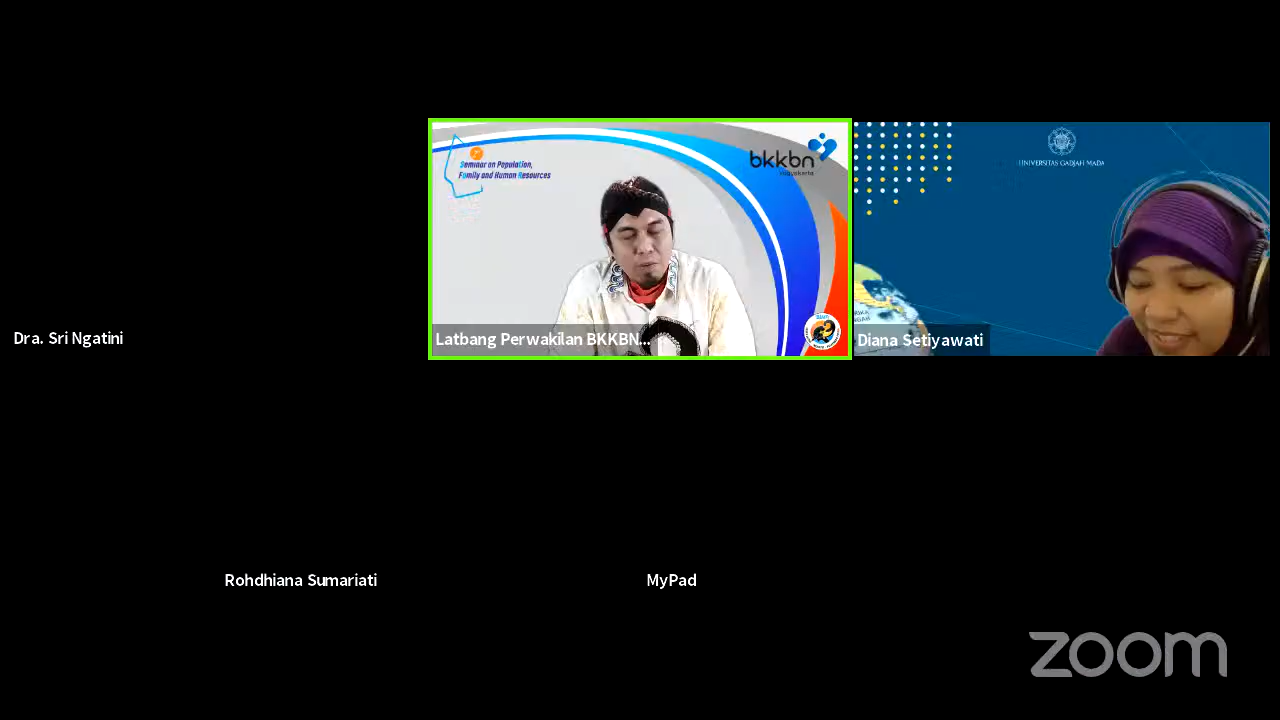 Seminar on Population,
Family and Human Resources
bkkbn
Yogyakarta
UNIVERSITAS GADJAH MADA
Dra. Sri Ngatini
Latbang Perwakilan BKKBN...
Diana Setiyawati
Rohdhiana Sumariati
MyPad
zoom